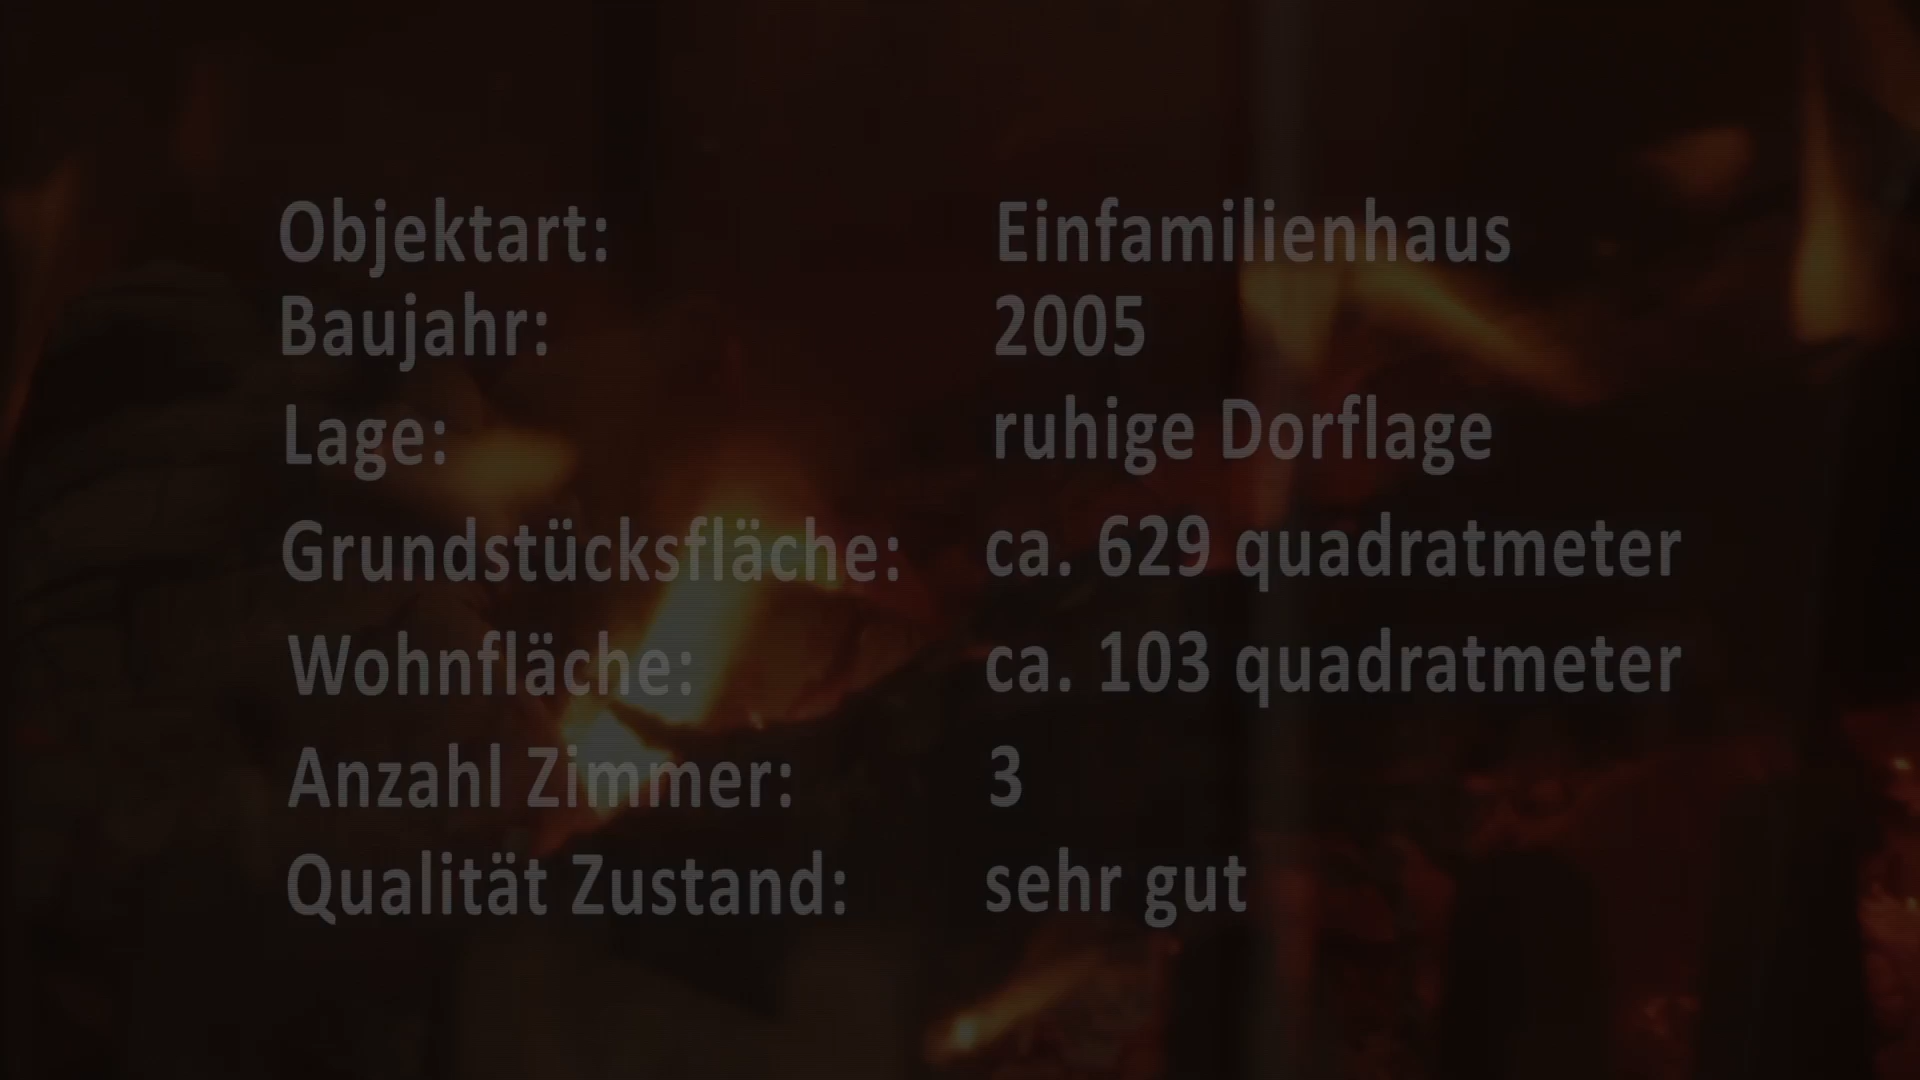 Objektart: Einfamilienhaus
Baujahr: 2005
Lage: ruhige Dorflage
Grundstücksfläche: ca. 629 quadratmeter
Wohnfläche: ca. 103 quadratmeter
Anzahl Zimmer: 3
Qualität Zustand: sehr gut